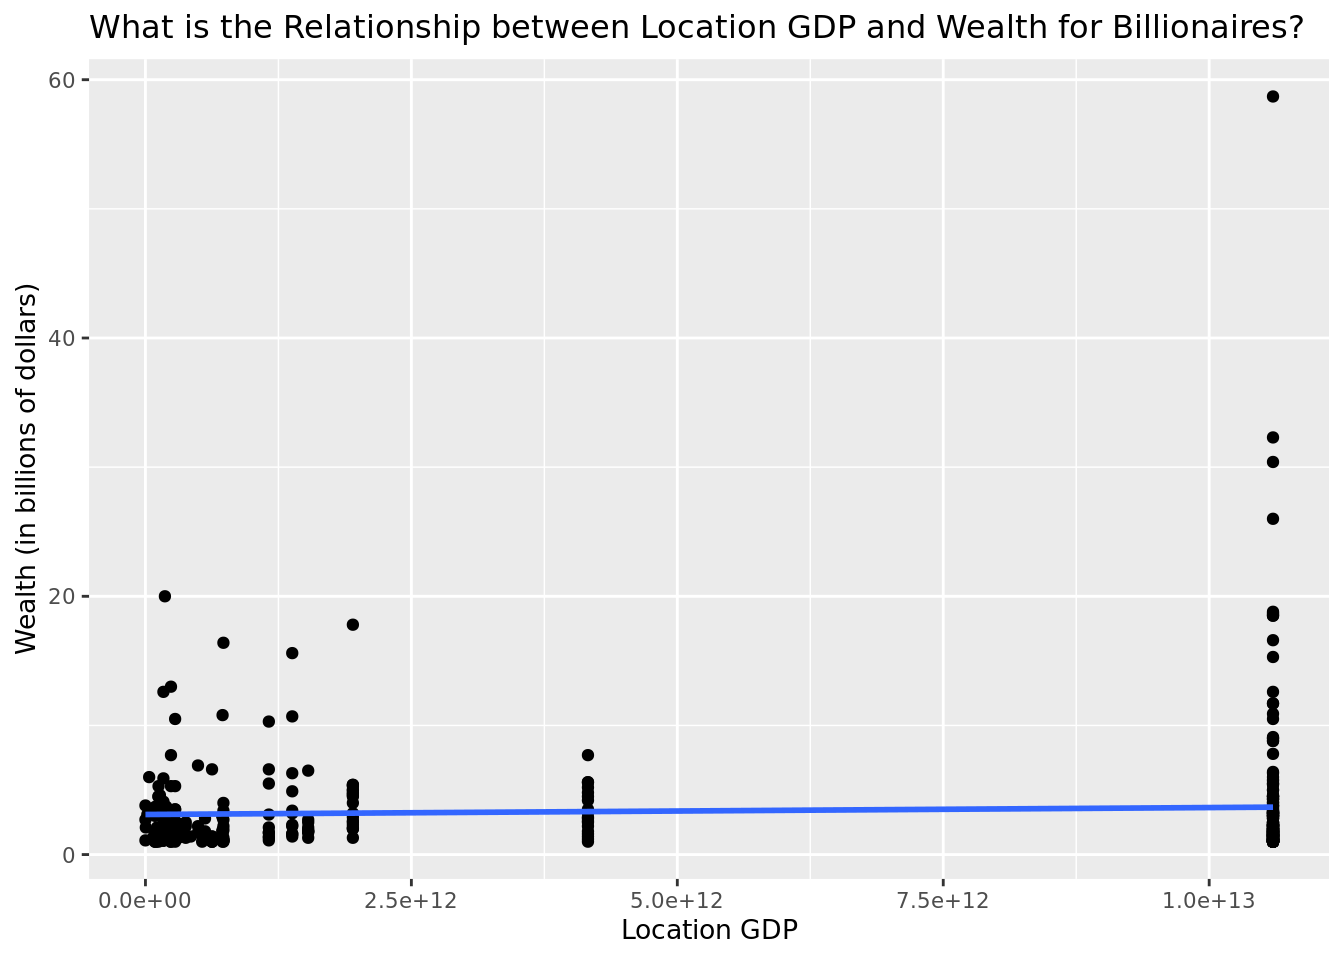 What is the Relationship between Location GDP and Wealth for Billionaires?
60
40
20
0
Wealth (in billions of dollars)
0.0e+00 2.5e+12 5.0e+12 7.5e+12 1.0e+13
Location GDP